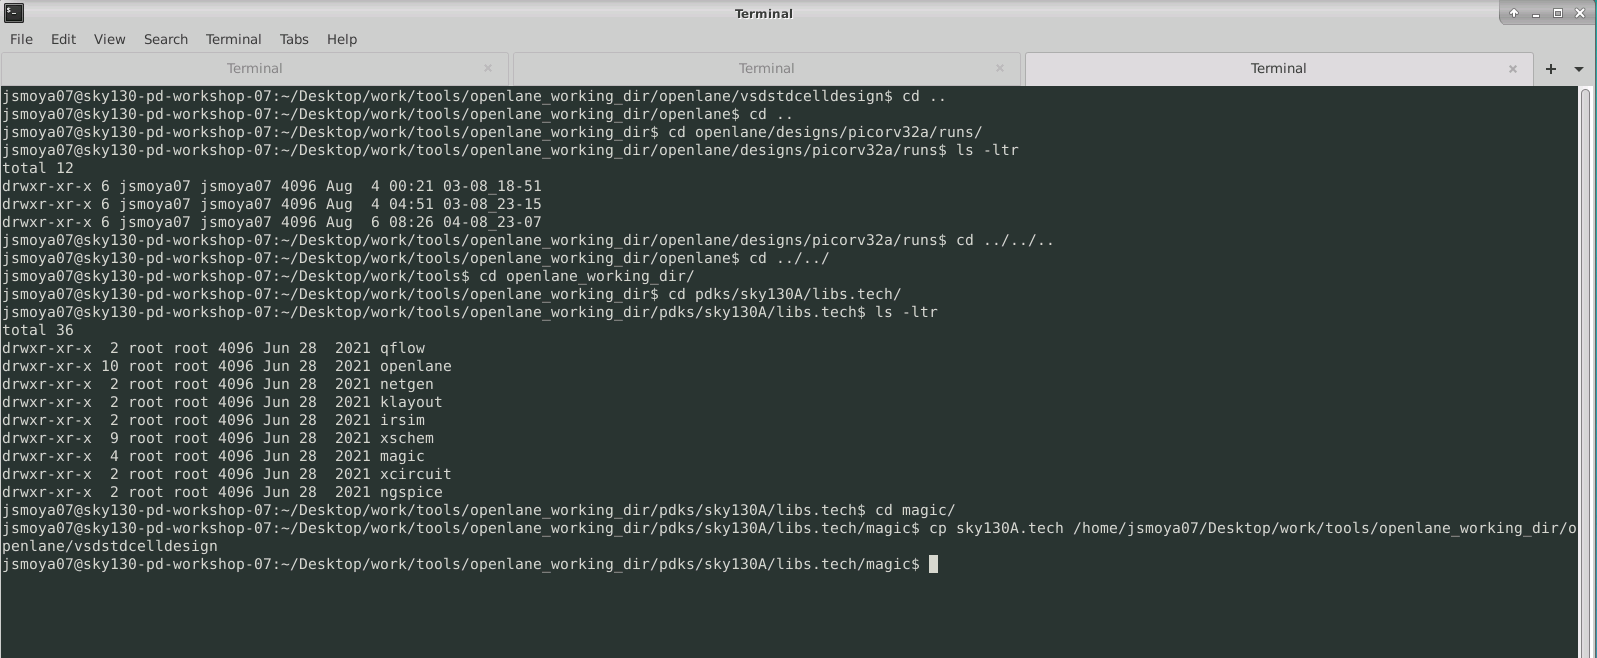 Terminal
File Edit View Search Terminal Tabs Help
Terminal Terminal Terminal
jsmoya07@sky130-pd-workshop-07:~/Desktop/work/tools/openlane_working_dir/openlane/vsdstdcelldesign$ cd ..
jsmoya07@sky130-pd-workshop-07:~/Desktop/work/tools/openlane_working_dir/openlane$ cd ..
jsmoya07@sky130-pd-workshop-07:~/Desktop/work/tools/openlane_working_dir$ cd openlane/designs/picorv32a/runs/
jsmoya07@sky130-pd-workshop-07:~/Desktop/work/tools/openlane_working_dir/openlane/designs/picorv32a/runs$ ls -ltr
total 12
drwxr-xr-x 6 jsmoya07 jsmoya07 4096 Aug  4 00:21 03-08_18-51
drwxr-xr-x 6 jsmoya07 jsmoya07 4096 Aug  4 04:51 03-08_23-15
drwxr-xr-x 6 jsmoya07 jsmoya07 4096 Aug  6 08:26 04-08_23-07
jsmoya07@sky130-pd-workshop-07:~/Desktop/work/tools/openlane_working_dir/openlane/designs/picorv32a/runs$ cd ../../..
jsmoya07@sky130-pd-workshop-07:~/Desktop/work/tools/openlane_working_dir/openlane$ cd ../../
jsmoya07@sky130-pd-workshop-07:~/Desktop/work/tools$ cd openlane_working_dir/
jsmoya07@sky130-pd-workshop-07:~/Desktop/work/tools/openlane_working_dir$ cd pdks/sky130A/libs.tech/
jsmoya07@sky130-pd-workshop-07:~/Desktop/work/tools/openlane_working_dir/pdks/sky130A/libs.tech$ ls -ltr
total 36
drwxr-xr-x  2 root root 4096 Jun 28  2021 qflow
drwxr-xr-x 10 root root 4096 Jun 28  2021 openlane
drwxr-xr-x  2 root root 4096 Jun 28  2021 netgen
drwxr-xr-x  2 root root 4096 Jun 28  2021 klayout
drwxr-xr-x  2 root root 4096 Jun 28  2021 irsim
drwxr-xr-x  9 root root 4096 Jun 28  2021 xschem
drwxr-xr-x  4 root root 4096 Jun 28  2021 magic
drwxr-xr-x  2 root root 4096 Jun 28  2021 xcircuit
drwxr-xr-x  2 root root 4096 Jun 28  2021 ngspice
jsmoya07@sky130-pd-workshop-07:~/Desktop/work/tools/openlane_working_dir/pdks/sky130A/libs.tech$ cd magic/
jsmoya07@sky130-pd-workshop-07:~/Desktop/work/tools/openlane_working_dir/pdks/sky130A/libs.tech/magic$ cp sky130A.tech /home/jsmoya07/Desktop/work/tools/openlane_working_dir/o
penlane/vsdstdcelldesign
jsmoya07@sky130-pd-workshop-07:~/Desktop/work/tools/openlane_working_dir/pdks/sky130A/libs.tech/magic$